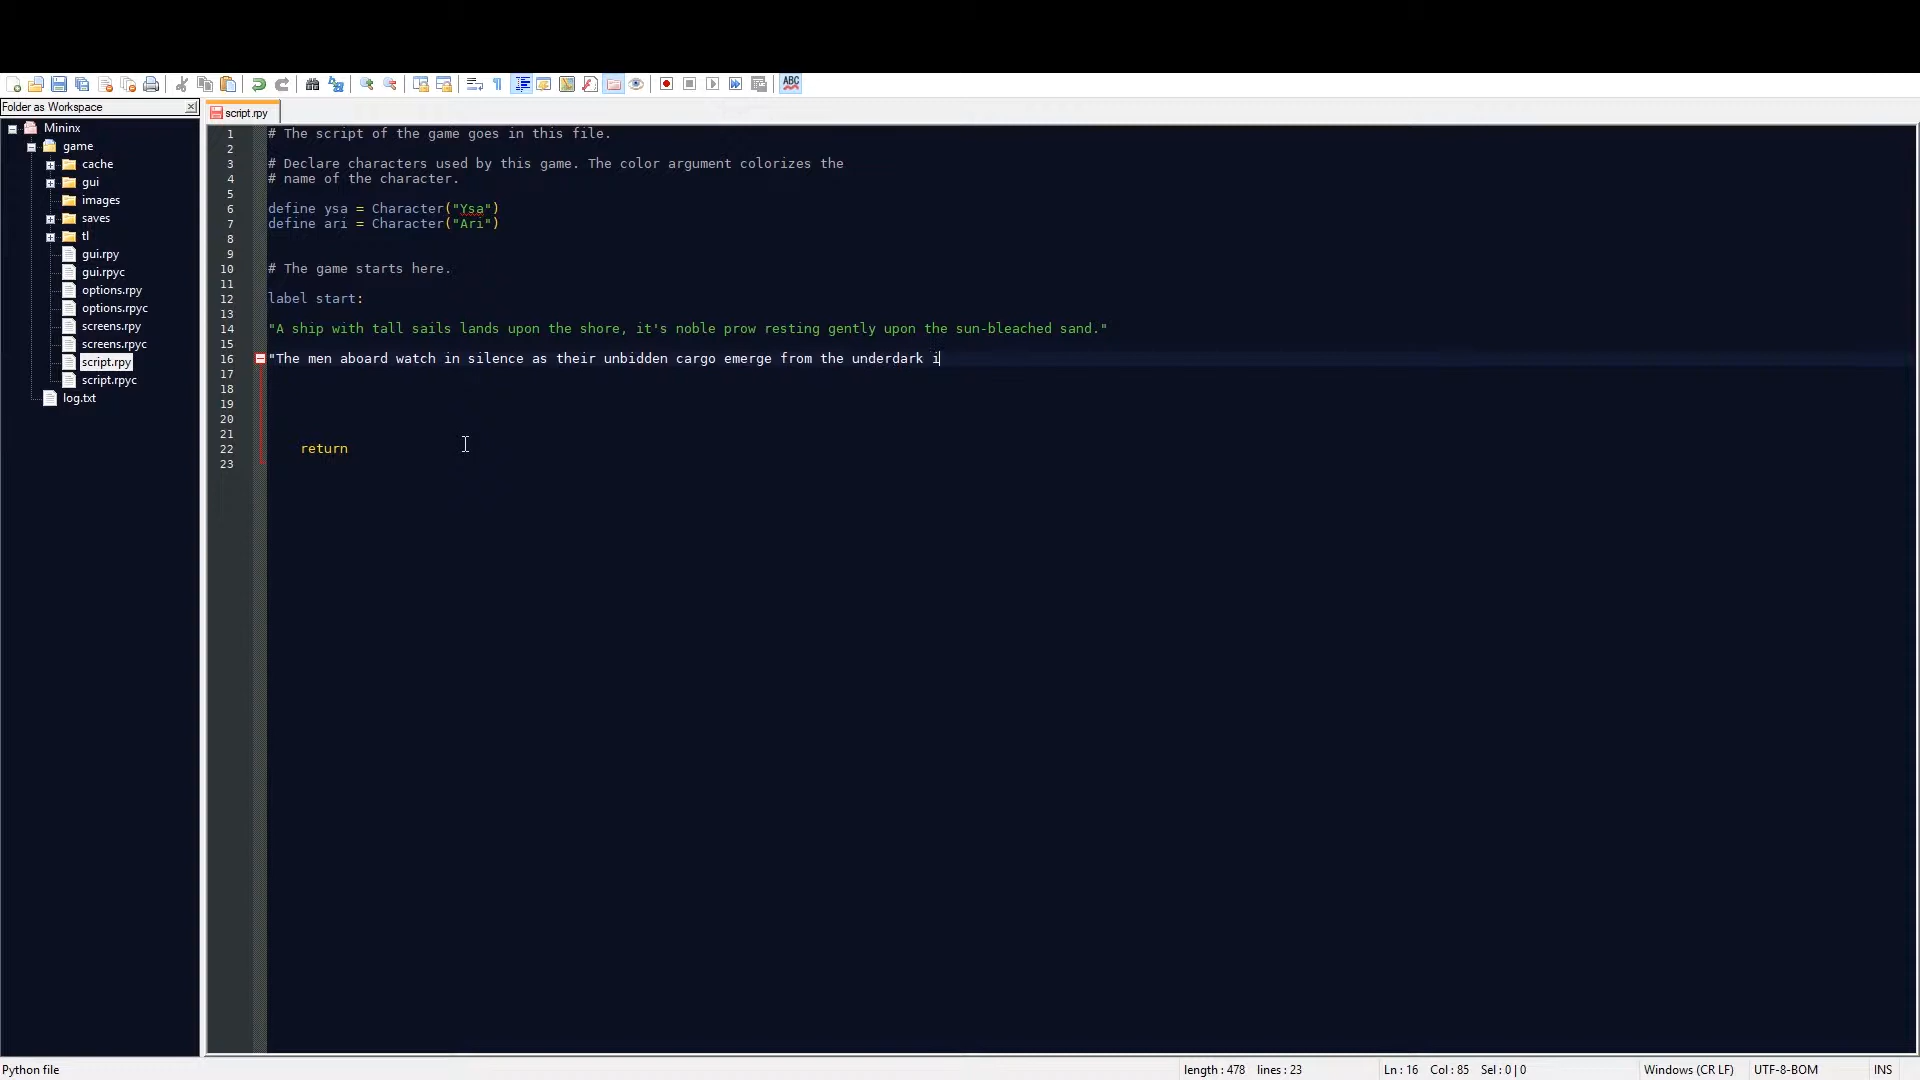 Folder as Workspace
Mininx
game
cache
gui
images
saves
tl
gui.rpy
gui.rpyc
options.rpy
options.rpyc
screens.rpy
screens.rpyc
script.rpy
script.rpyc
log.txt
ABC
script.rpy
1 # The script of the game goes in this file.
2
3 # Declare characters used by this game. The color argument colorizes the
4 # name of the character.
5
6 define ysa = Character("Ysa")
7 define ari = Character("Ari")
8
9
10 # The game starts here.
11
12 label start:
13
14 "A ship with tall sails lands upon the shore, it's noble prow resting gently upon the sun-bleached sand."
15
16 "The men aboard watch in silence as their unbidden cargo emerge from the underdark i
17
18
19
20
21
22 return
23
Python file
length : 478 lines : 23
Ln : 16 Col : 85 Sel : 0 | 0
Windows (CR LF)
UTF-8-BOM
INS